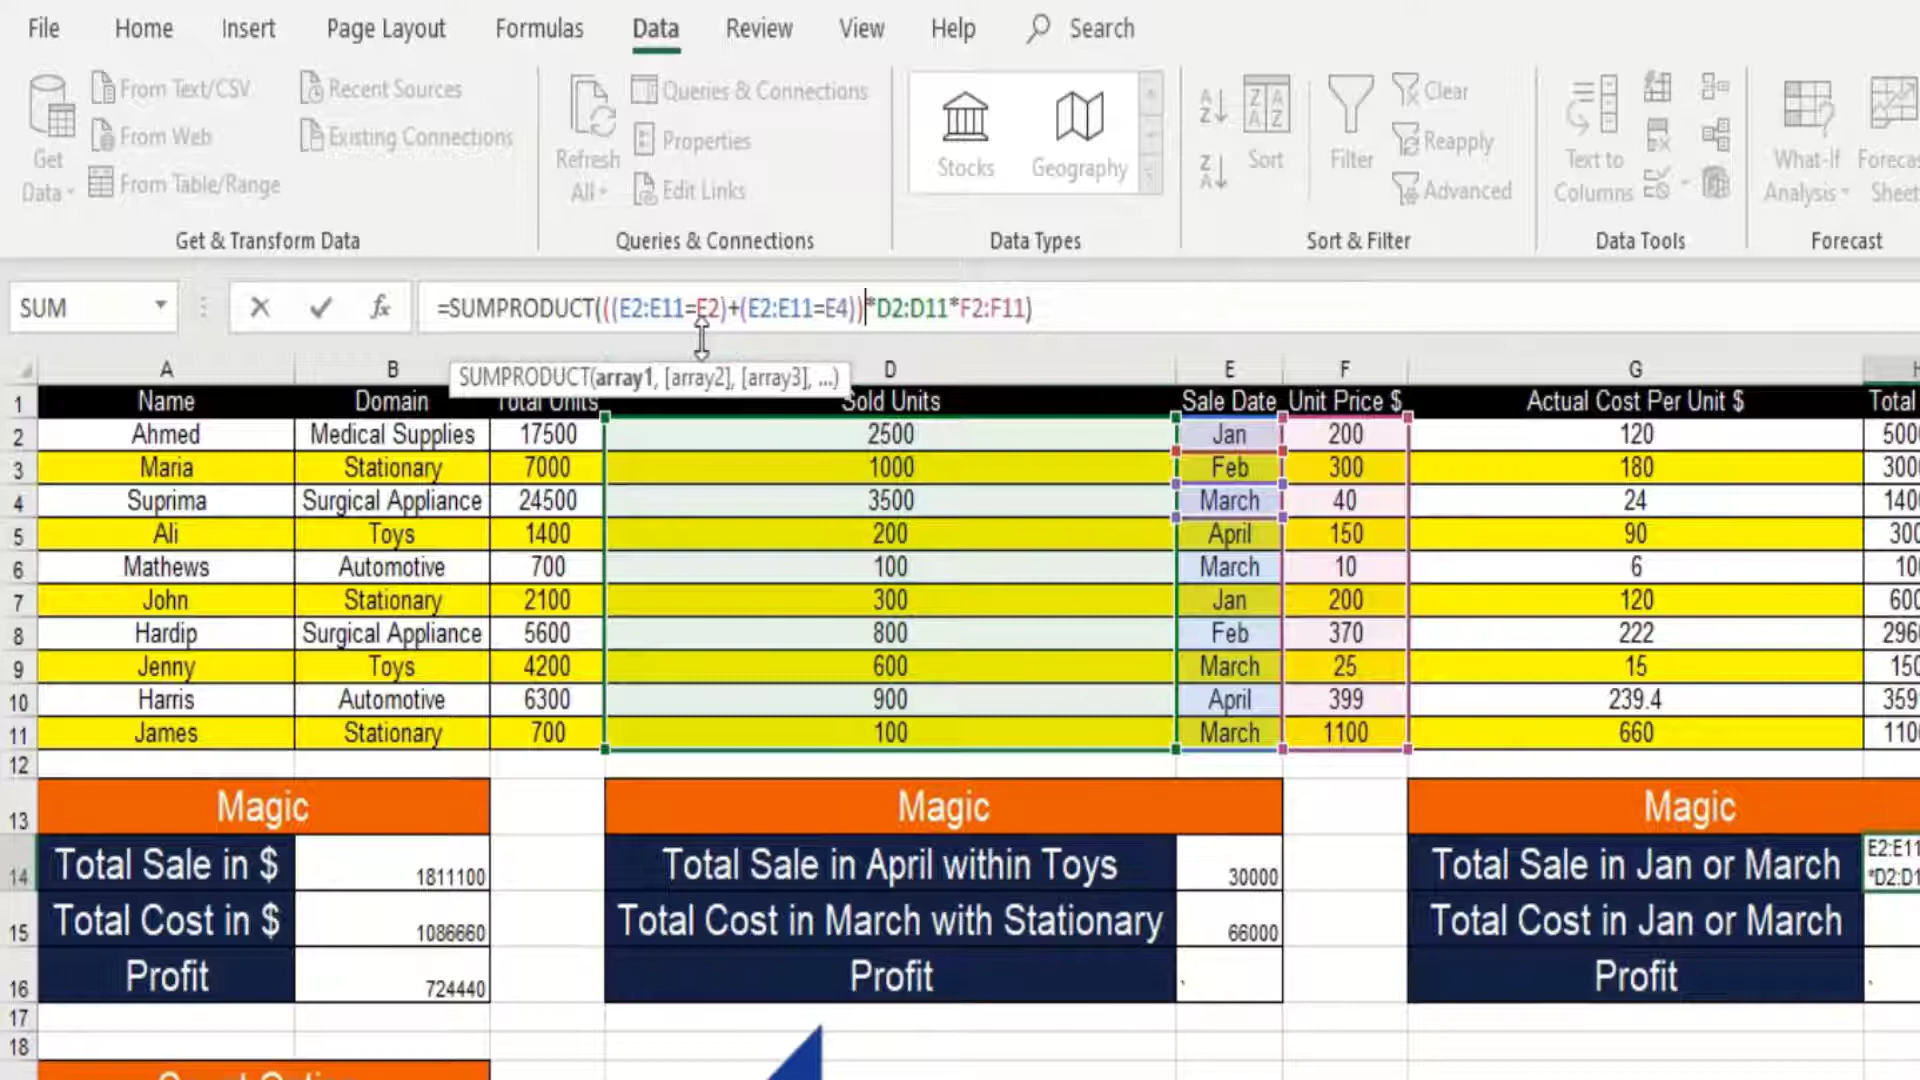 File Home Insert Page Layout Formulas Data Review View Help Search
From Text/CSV Recent Sources Queries & Connections Clear
From Web Existing Connections Properties Reapply
Get Data From Table/Range Refresh All Edit Links Stocks Geography Sort Filter Advanced Text to Columns What-If Analysis Sheet
Get & Transform Data Queries & Connections Data Types Sort & Filter Data Tools Forecast
SUM fx =SUMPRODUCT(((E2:E11=E2)+(E2:E11=E4))*D2:D11*F2:F11)
SUMPRODUCT(array1, [array2], [array3], ...)
A B D E F G
1 Name Domain Total Units Sold Units Sale Date Unit Price $ Actual Cost Per Unit $ Total
2 Ahmed Medical Supplies 17500 2500 Jan 200 120
3 Maria Stationary 7000 1000 Feb 300 180
4 Suprima Surgical Appliance 24500 3500 March 40 24
5 Ali Toys 1400 200 April 150 90
6 Mathews Automotive 700 100 March 10 6
7 John Stationary 2100 300 Jan 200 120
8 Hardip Surgical Appliance 5600 800 Feb 370 222
9 Jenny Toys 4200 600 March 25 15
10 Harris Automotive 6300 900 April 399 239.4
11 James Stationary 700 100 March 1100 660
12
13 Magic Magic Magic
14 Total Sale in $ 1811100 Total Sale in April within Toys 30000 Total Sale in Jan or March E2:E11
*D2:D1
15 Total Cost in $ 1086660 Total Cost in March with Stationary 66000 Total Cost in Jan or March
16 Profit 724440 Profit Profit
17
18